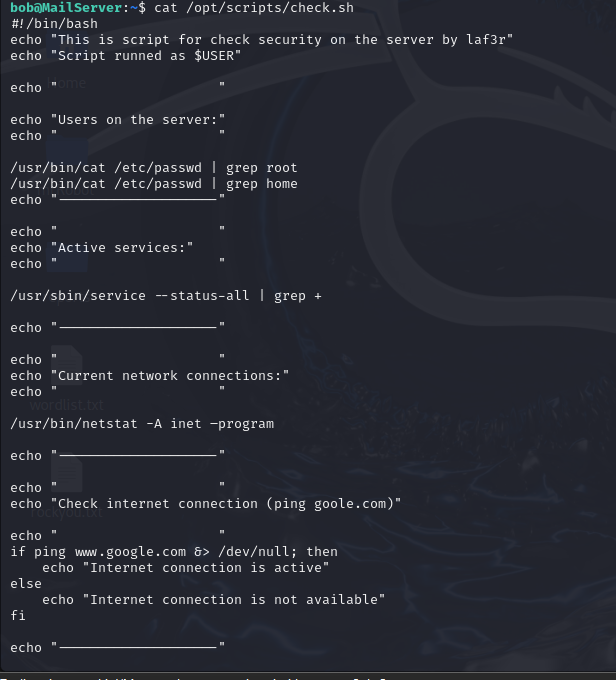 bob@MailServer:~$ cat /opt/scripts/check.sh
#!/bin/bash
echo "This is script for check security on the server by laf3r"
echo "Script runned as $USER"
echo "                    "
echo "Users on the server:"
echo "                    "
/usr/bin/cat /etc/passwd | grep root
/usr/bin/cat /etc/passwd | grep home
echo "--------------------"
echo "                    "
echo "Active services:"
echo "                    "
/usr/sbin/service --status-all | grep +
echo "--------------------"
echo "                    "
echo "Current network connections:"
echo "                    "
/usr/bin/netstat -A inet -program
echo "--------------------"
echo "                    "
echo "Check internet connection (ping goole.com)"
echo "                    "
if ping www.google.com &> /dev/null; then
    echo "Internet connection is active"
else
    echo "Internet connection is not available"
fi
echo "--------------------"
Home
wordlist.txt
rockyou.txt